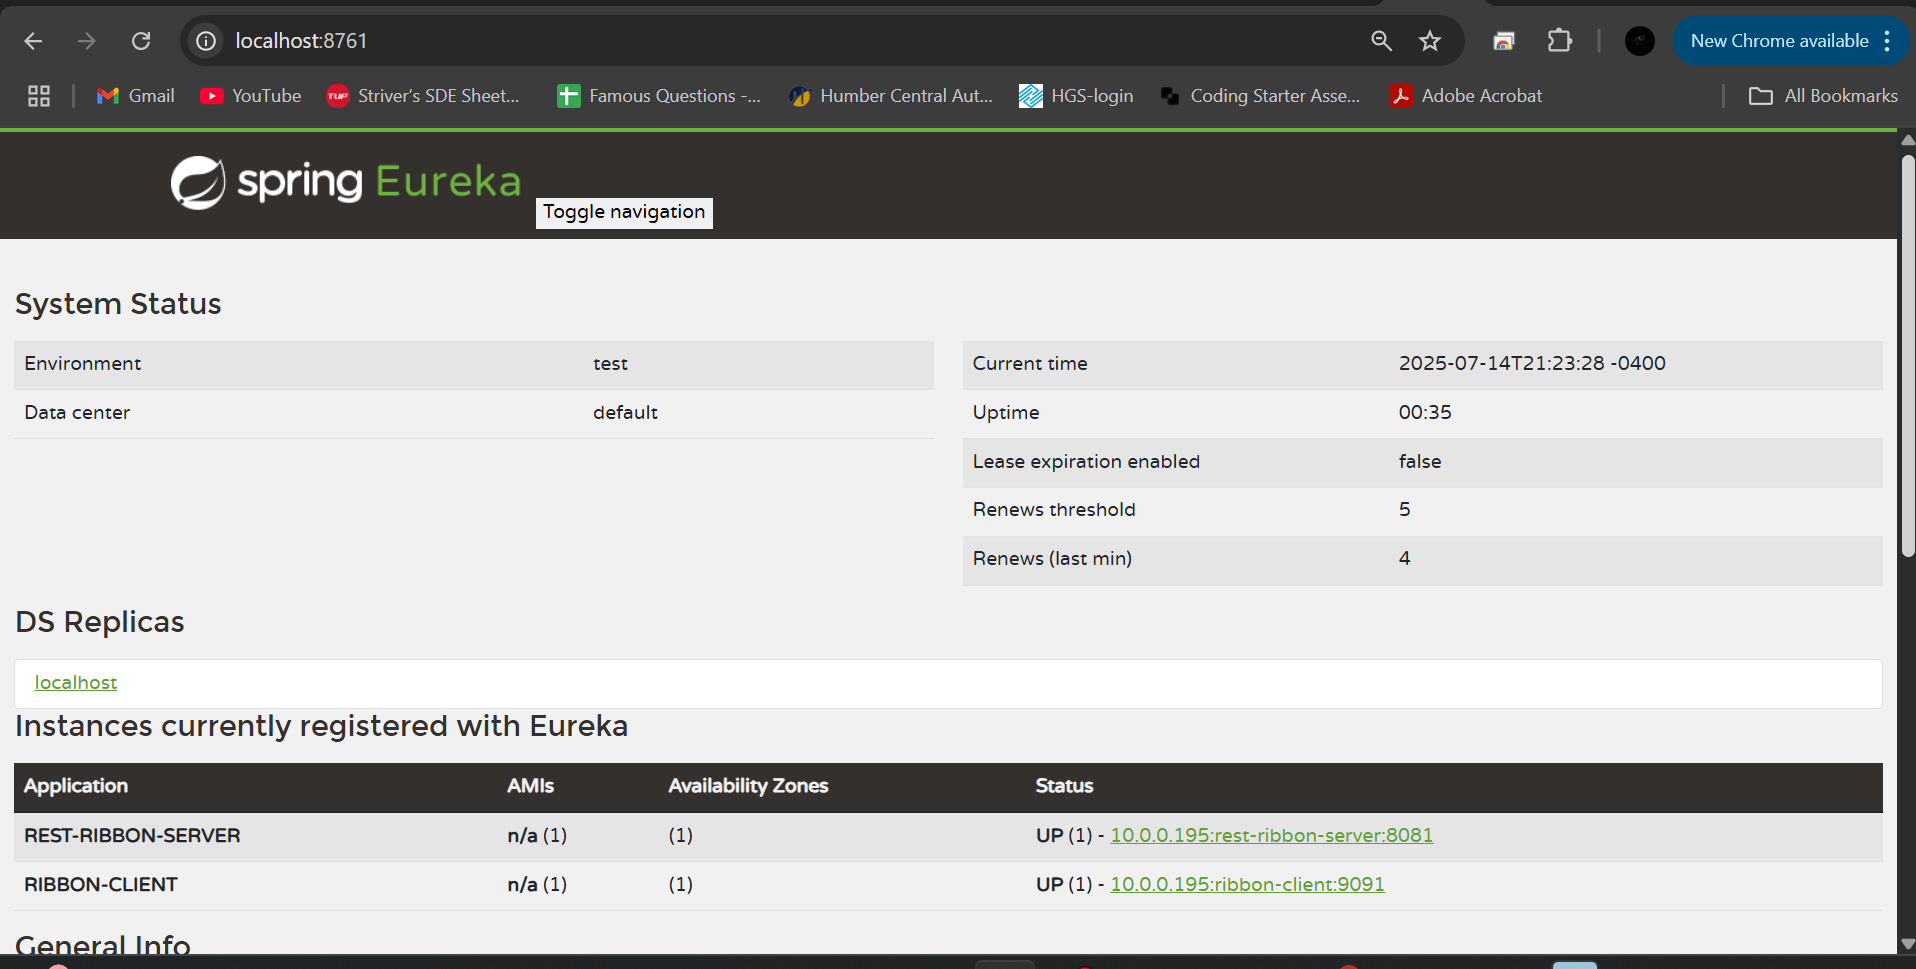 localhost:8761
New Chrome available
Gmail
YouTube
TUF
Striver's SDE Sheet...
Famous Questions -...
Humber Central Aut...
HGS-login
Coding Starter Asse...
Adobe Acrobat
All Bookmarks
spring Eureka
Toggle navigation
System Status
Environment test
Data center default
Current time 2025-07-14T21:23:28 -0400
Uptime 00:35
Lease expiration enabled false
Renews threshold 5
Renews (last min) 4
DS Replicas
localhost
Instances currently registered with Eureka
Application AMIs Availability Zones Status
REST-RIBBON-SERVER n/a (1) (1) UP (1) - 10.0.0.195:rest-ribbon-server:8081
RIBBON-CLIENT n/a (1) (1) UP (1) - 10.0.0.195:ribbon-client:9091
General Info